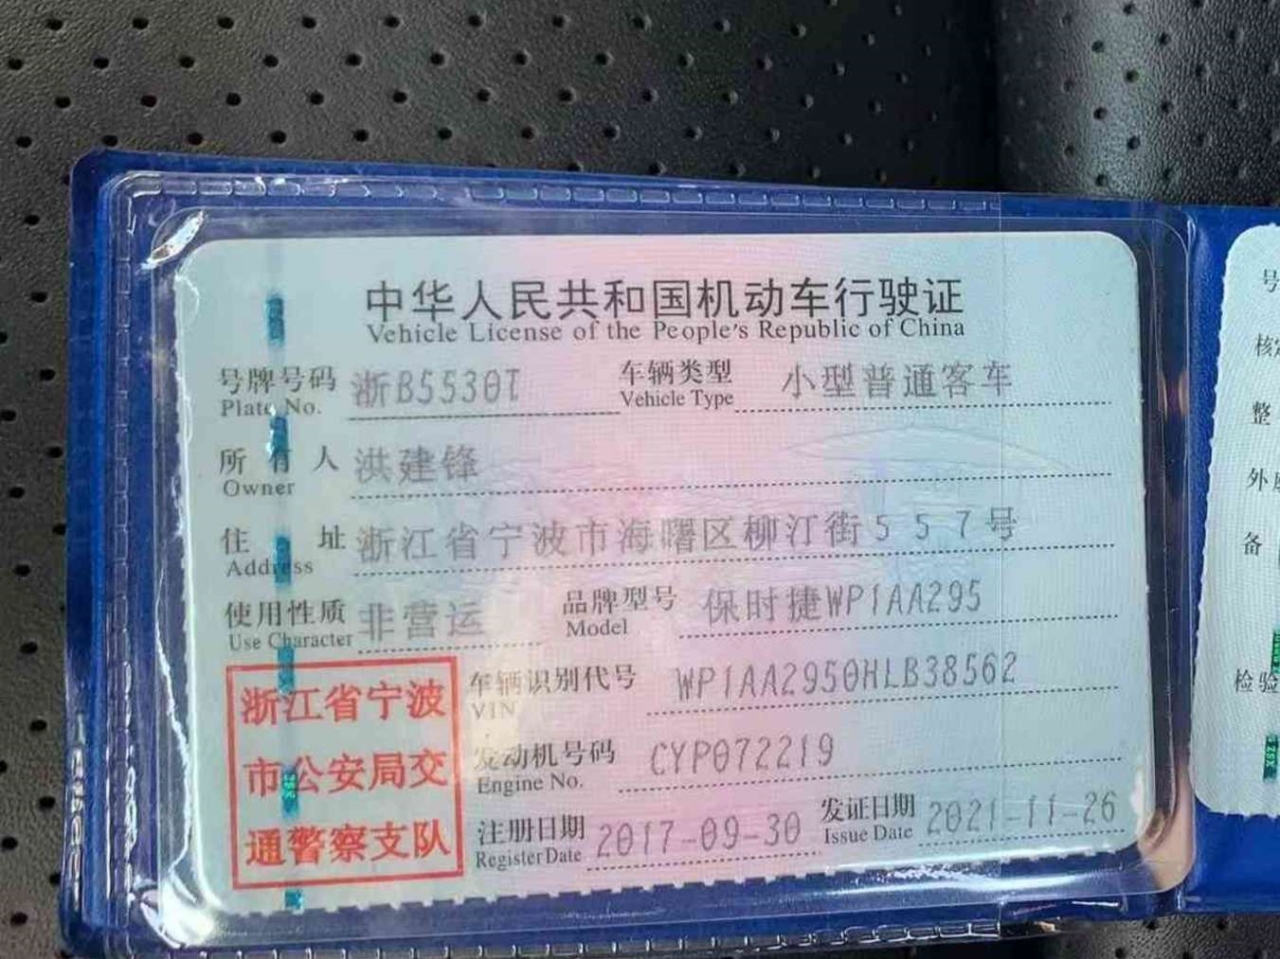 中华人民共和国机动车行驶证
Vehicle License of the People's Republic of China
号牌号码 浙B5530T 车辆类型 小型普通客车
Plate No. Vehicle Type
所有人 洪建锋
Owner
住址 浙江省宁波市海曙区柳汀街557号
Address
使用性质 非营运 品牌型号 保时捷WP1AA295
Use Character Model
车辆识别代号 WP1AA2950HLB38562
VIN
发动机号码 CYP072219
Engine No.
注册日期 2017-09-30 发证日期 2021-11-26
Register Date Issue Date
浙江省宁波
市公安局交
通警察支队
号
核
整
外
备
检验